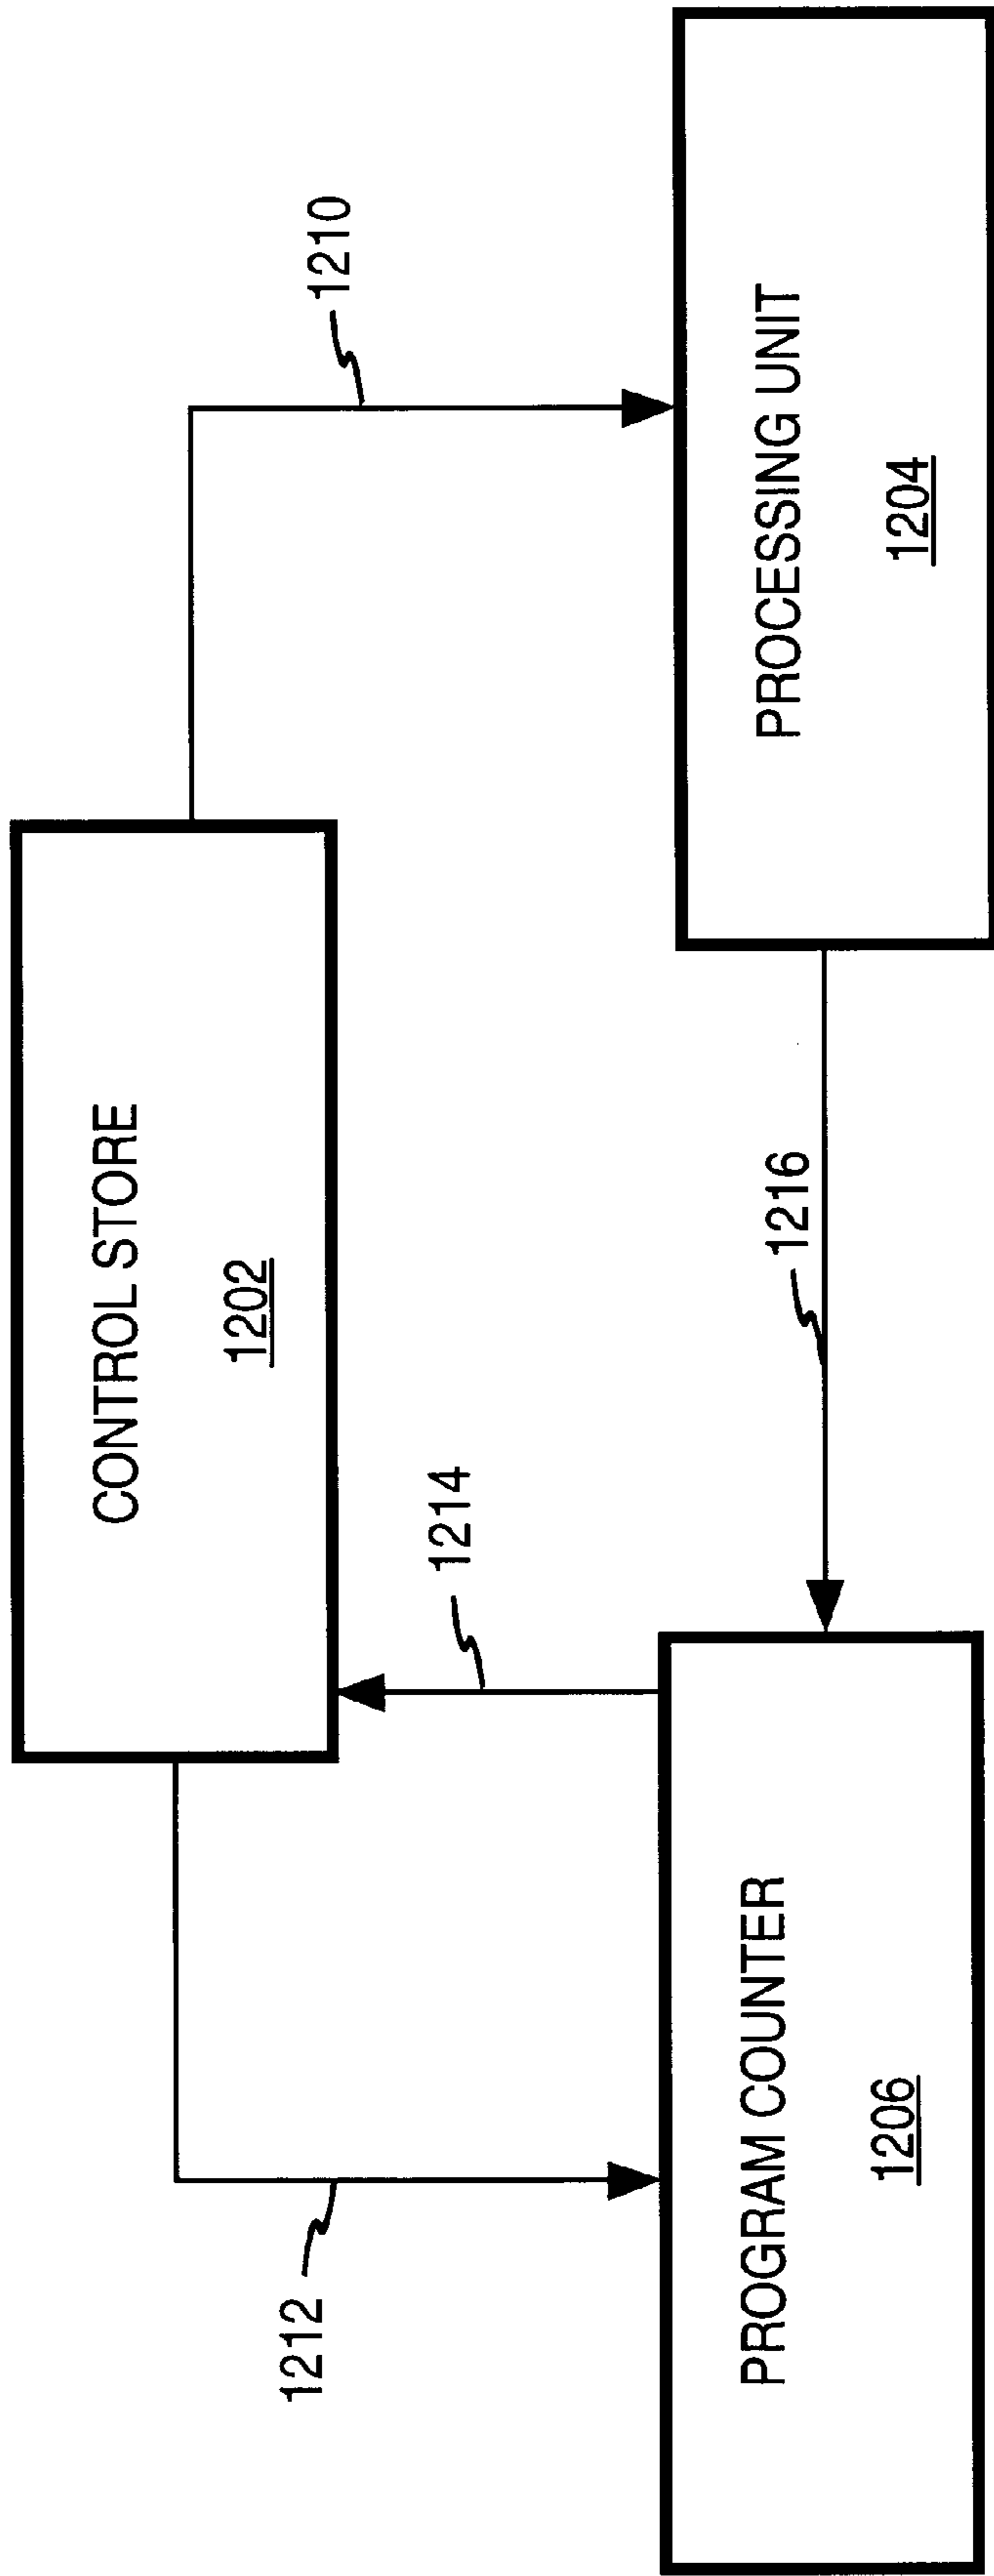 CONTROL STORE
1202
1210
1212
1214
1216
PROGRAM COUNTER
1206
PROCESSING UNIT
1204